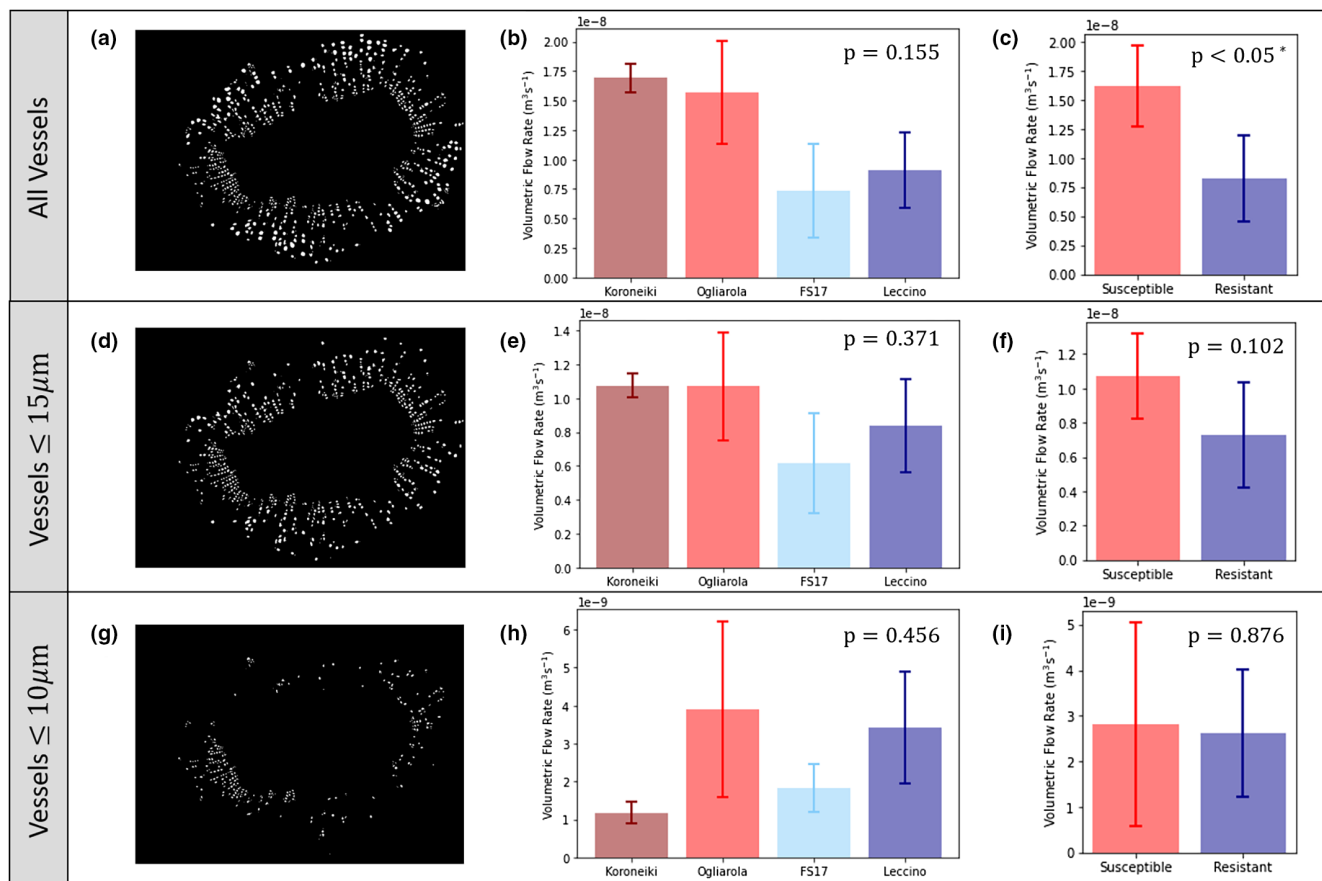 All Vessels
(a)
(b)
1e−8
Volumetric Flow Rate (m³s⁻¹)
2.00
1.75
1.50
1.25
1.00
0.75
0.50
0.25
0.00
p = 0.155
Koroneiki Ogliarola FS17 Leccino
(c)
1e−8
Volumetric Flow Rate (m³s⁻¹)
2.00
1.75
1.50
1.25
1.00
0.75
0.50
0.25
0.00
p < 0.05 *
Susceptible Resistant
Vessels ≤ 15μm
(d)
(e)
1e−8
Volumetric Flow Rate (m³s⁻¹)
1.4
1.2
1.0
0.8
0.6
0.4
0.2
0.0
p = 0.371
Koroneiki Ogliarola FS17 Leccino
(f)
1e−8
Volumetric Flow Rate (m³s⁻¹)
1.2
1.0
0.8
0.6
0.4
0.2
0.0
p = 0.102
Susceptible Resistant
Vessels ≤ 10μm
(g)
(h)
1e−9
Volumetric Flow Rate (m³s⁻¹)
6
5
4
3
2
1
0
p = 0.456
Koroneiki Ogliarola FS17 Leccino
(i)
1e−9
Volumetric Flow Rate (m³s⁻¹)
5
4
3
2
1
0
p = 0.876
Susceptible Resistant